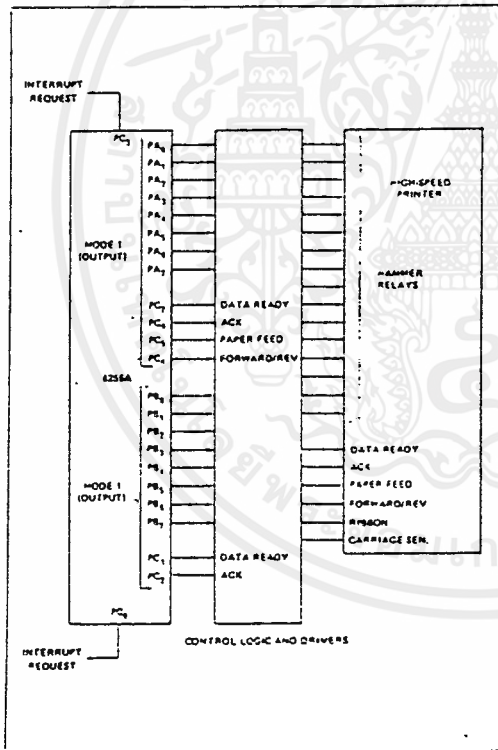 INTERRUPT
REQUEST
PC3
PA0
PA1
PA2
PA3
PA4
PA5
PA6
PA7
MODE 1
(OUTPUT)
PC7
PC6
PC5
PC4
DATA READY
ACK
PAPER FEED
FORWARD/REV
HIGH-SPEED
PRINTER
HAMMER
RELAYS
PB0
PB1
PB2
PB3
PB4
PB5
PB6
PB7
MODE 1
(OUTPUT)
PC1
PC2
DATA READY
ACK
DATA READY
ACK
PAPER FEED
FORWARD/REV
RIBBON
CARRIAGE SEN.
PC0
CONTROL LOGIC AND DRIVERS
INTERRUPT
REQUEST